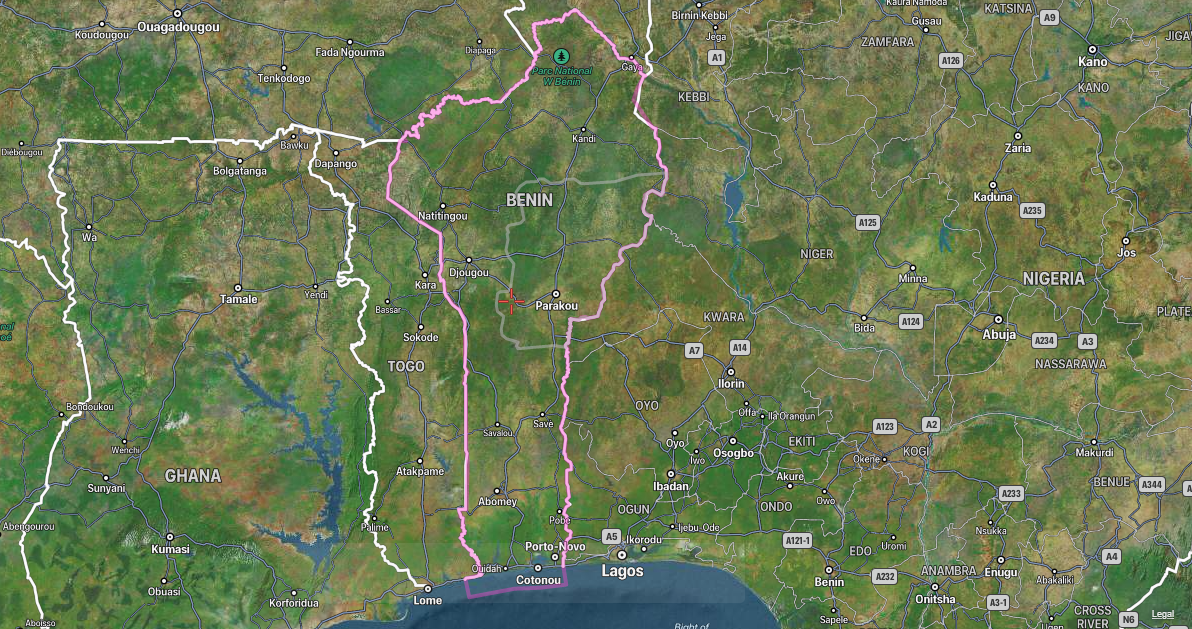 Ouagadougou
Koudougou
Fada Ngourma
Diapaga
Tenkodogo
Parc National
W Benin
Gaya
Birnin Kebbi
Jega
A1
KEBBI
Kaura Namoda
Gusau
ZAMFARA
KATSINA
A9
A126
Kano
KANO
JIGA
Diébougou
Bawku
Bolgatanga
Dapango
Kandi
Zaria
BENIN
Natitingou
Kaduna
A235
A125
Wa
Djougou
NIGER
Jos
Minna
NIGERIA
Tamale
Yendi
Kara
Bassar
Parakou
KWARA
Bida
A124
Abuja
PLATE
Sokode
A7
A14
A234
A3
NASSARAWA
TOGO
Ilorin
Bondoukou
OYO
Offa
Ila Orangun
Save
Savalou
A123
A2
Wenchi
Oyo
Osogbo
EKITI
KOGI
Iwo
Okene
Makurdi
GHANA
Sunyani
Atakpame
Ibadan
Akure
BENUE
A344
Abomey
Owo
A233
OGUN
ONDO
Abengourou
Palime
Pobe
Ijebu-Ode
Nsukka
A5
Ikorodu
A121-1
Kumasi
Porto-Novo
EDO
Uromi
A4
Ouidah
Cotonou
Lagos
Benin
A232
ANAMBRA
Enugu
Abakaliki
Obuasi
Lome
Onitsha
Korforidua
A3-1
Sapele
CROSS
RIVER
N6
Legal
Aboisso
Bight of